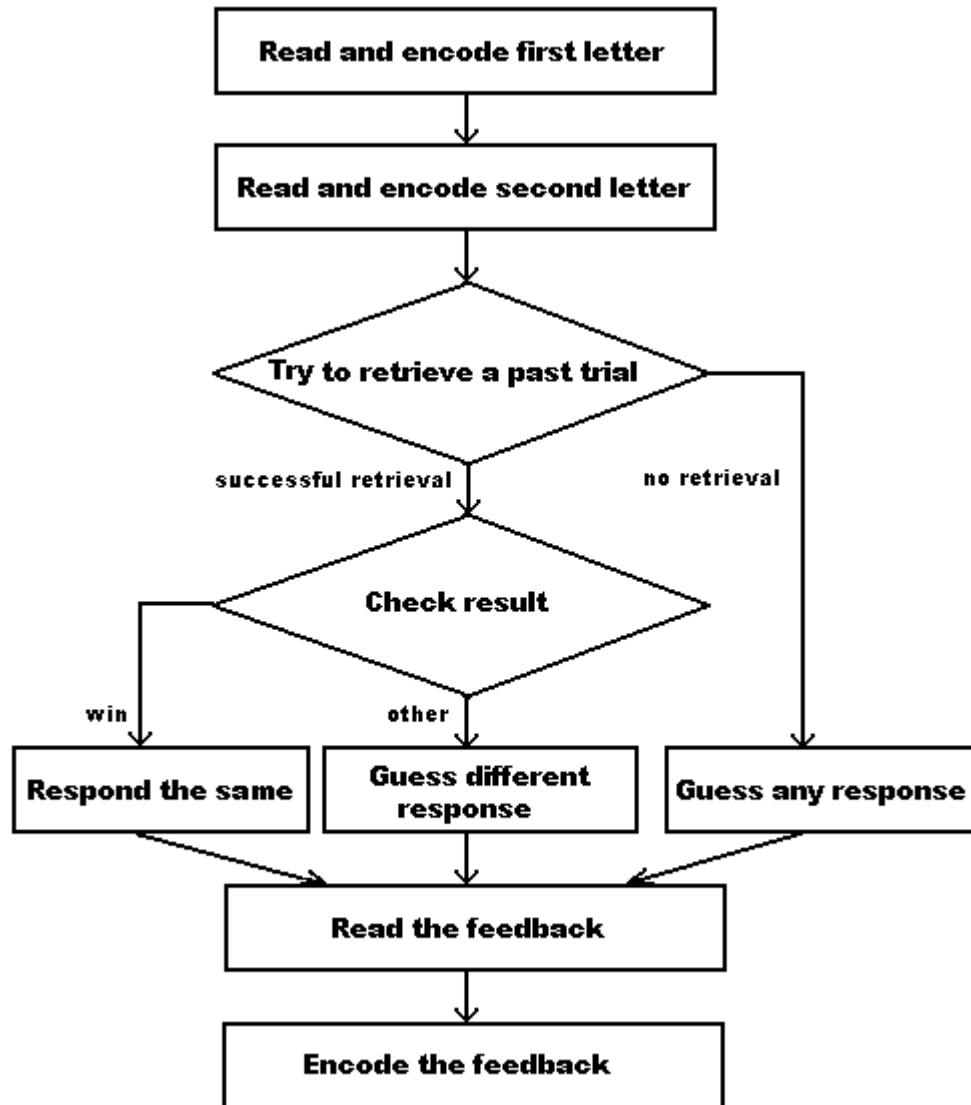 Read and encode first letter
Read and encode second letter
Try to retrieve a past trial
successful retrieval
no retrieval
Check result
win
other
Respond the same
Guess different
response
Guess any response
Read the feedback
Encode the feedback